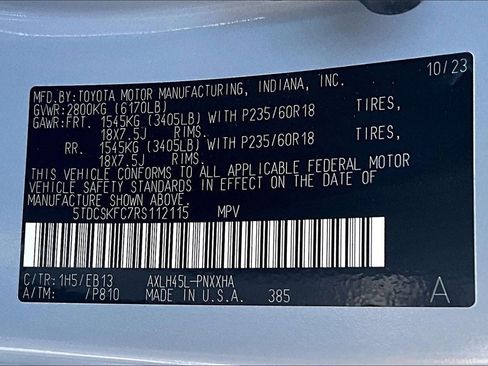 MFD.BY:TOYOTA MOTOR MANUFACTURING, INDIANA, INC. 10/23
GVWR:2800KG (6170LB)
GAWR:FRT. 1545KG (3405LB) WITH P235/60R18 TIRES,
18X7.5J RIMS.
RR. 1545KG (3405LB) WITH P235/60R18 TIRES,
18X7.5J RIMS.
THIS VEHICLE CONFORMS TO ALL APPLICABLE FEDERAL MOTOR
VEHICLE SAFETY STANDARDS IN EFFECT ON THE DATE OF
MANUFACTURE SHOWN ABOVE.
5TDCSKFC7RS112115 MPV
C/TR:1H5/EB13 AXLH45L-PNXXHA
A/TM: /P810 MADE IN U.S.A. 385 A